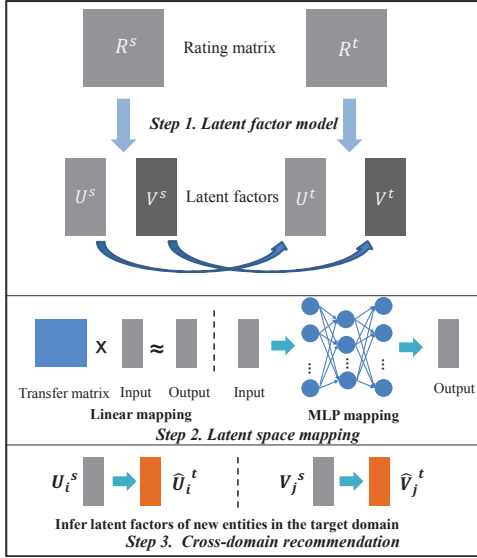 R^s Rating matrix R^t
Step 1. Latent factor model
U^s V^s Latent factors U^t V^t
X ≈
Transfer matrix Input Output Input Output
Linear mapping MLP mapping
Step 2. Latent space mapping
U_i^s Û_i^t V_j^s V̂_j^t
Infer latent factors of new entities in the target domain
Step 3. Cross-domain recommendation